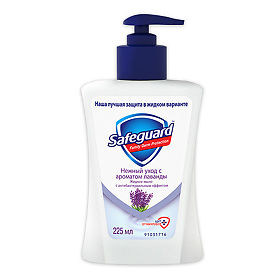 Наша лучшая защита в жидком варианте
Safeguard
Family Germ Protection
Нежный уход с
ароматом лаванды
Жидкое мыло
с антибактериальным эффектом
225 мл
91031716